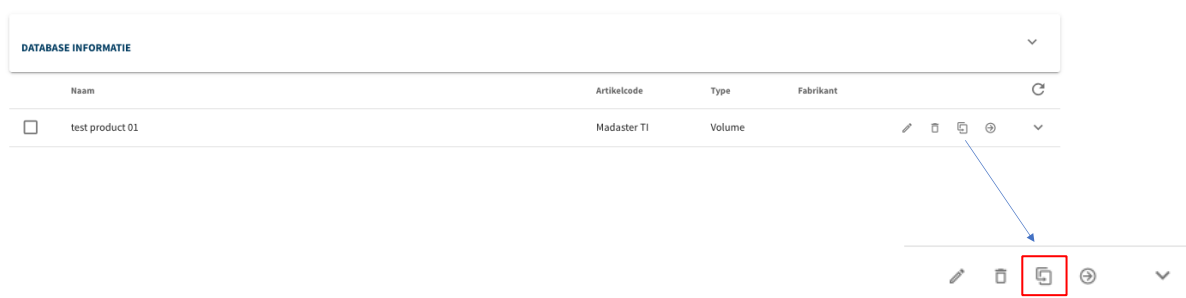 DATABASE INFORMATIE
Naam Artikelcode Type Fabrikant
test product 01 Madaster TI Volume